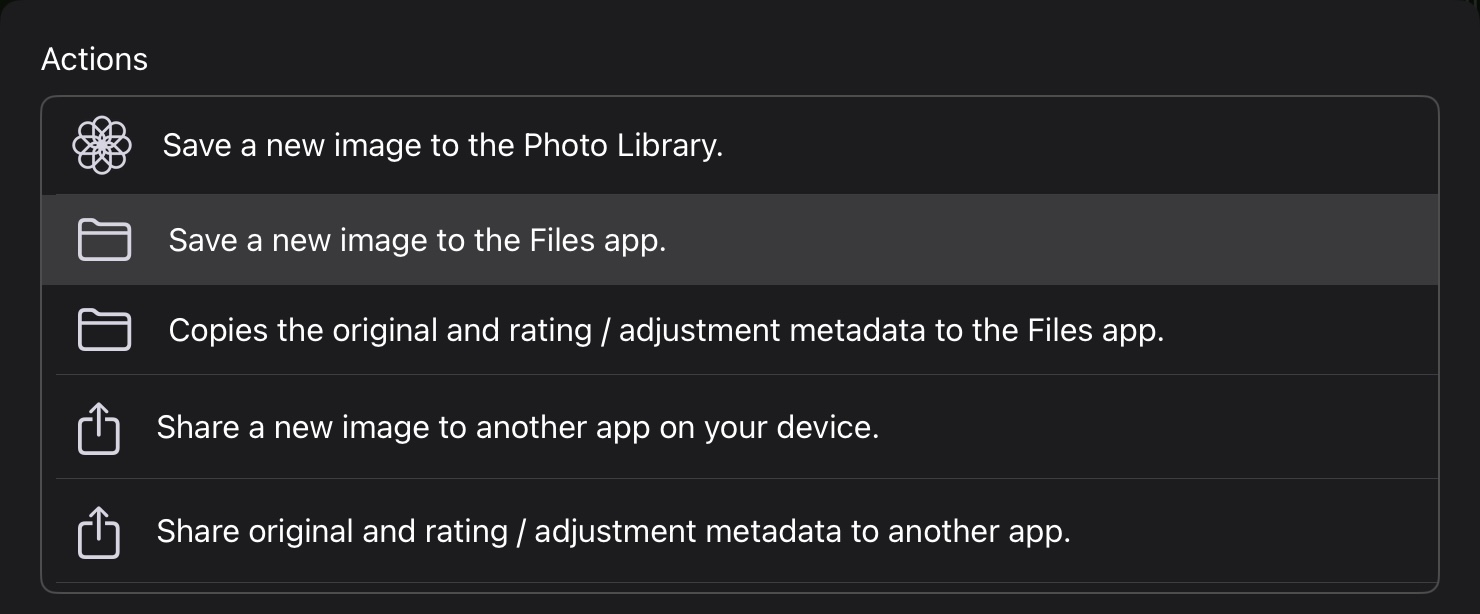 Actions
Save a new image to the Photo Library.
Save a new image to the Files app.
Copies the original and rating / adjustment metadata to the Files app.
Share a new image to another app on your device.
Share original and rating / adjustment metadata to another app.